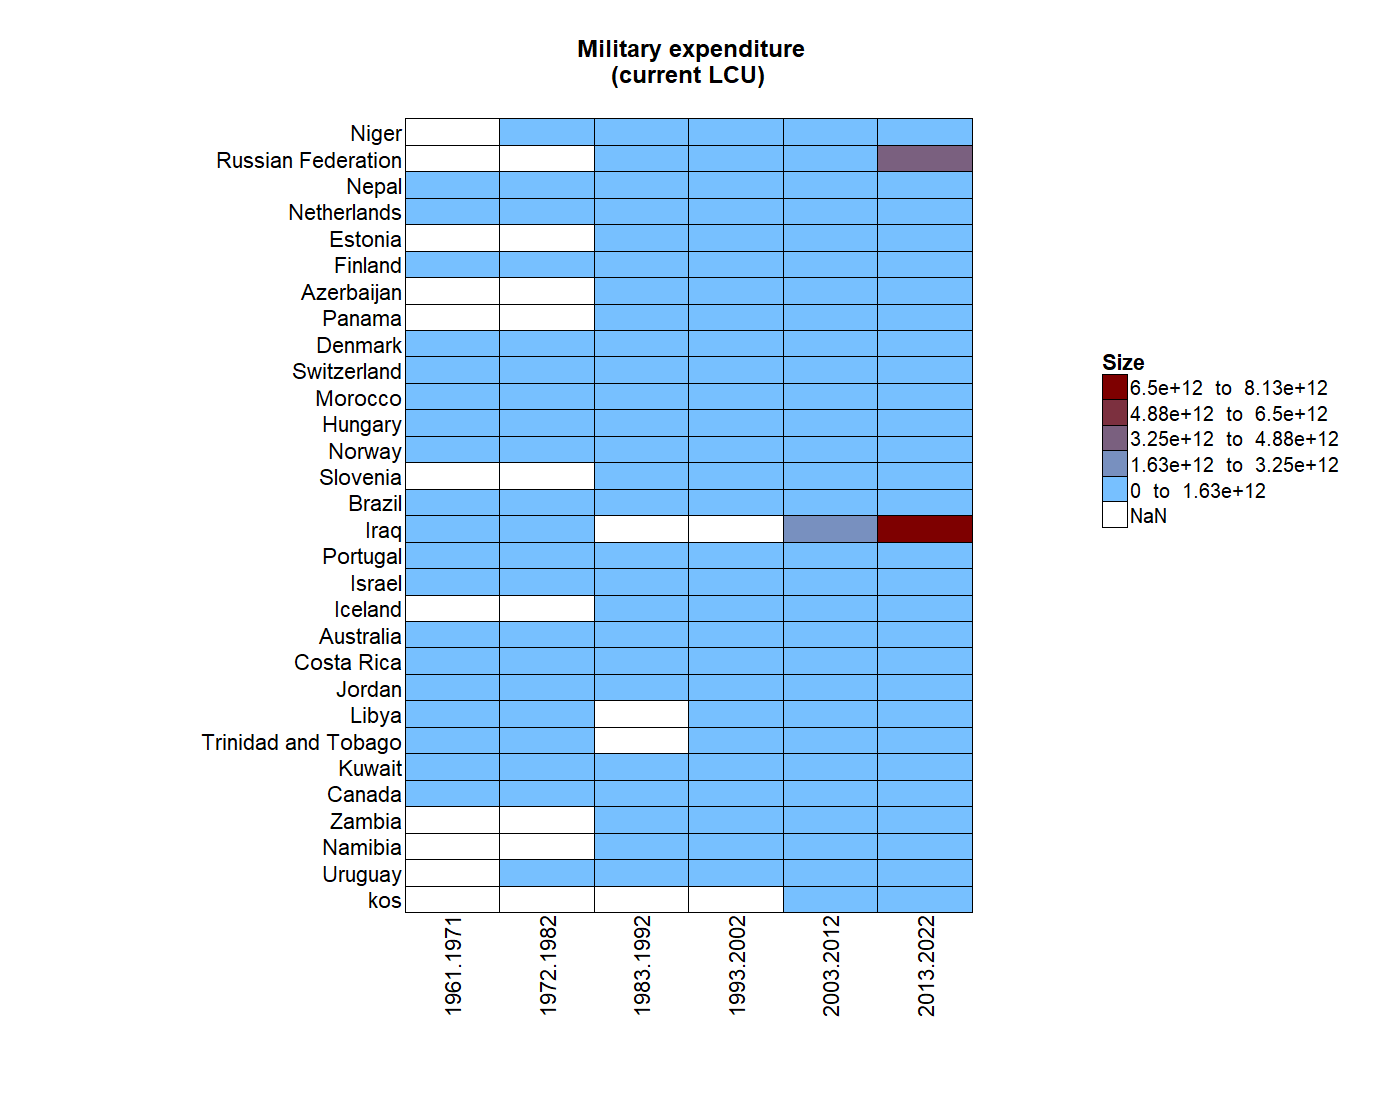 Military expenditure
(current LCU)
Niger
Russian Federation
Nepal
Netherlands
Estonia
Finland
Azerbaijan
Panama
Denmark
Switzerland
Morocco
Hungary
Norway
Slovenia
Brazil
Iraq
Portugal
Israel
Iceland
Australia
Costa Rica
Jordan
Libya
Trinidad and Tobago
Kuwait
Canada
Zambia
Namibia
Uruguay
kos
1961.1971
1972.1982
1983.1992
1993.2002
2003.2012
2013.2022
Size
6.5e+12 to 8.13e+12
4.88e+12 to 6.5e+12
3.25e+12 to 4.88e+12
1.63e+12 to 3.25e+12
0 to 1.63e+12
NaN